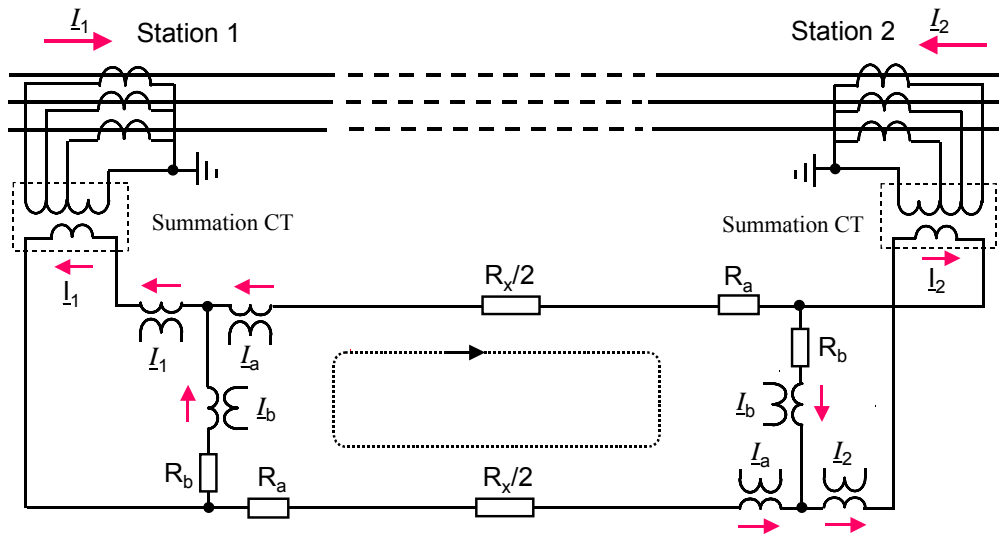 I1 Station 1 Station 2 I2
Summation CT Summation CT
I1 I2
Rx/2 Ra
I1 Ia Rb
Ib Ib
Rb Ra Rx/2 Ia I2